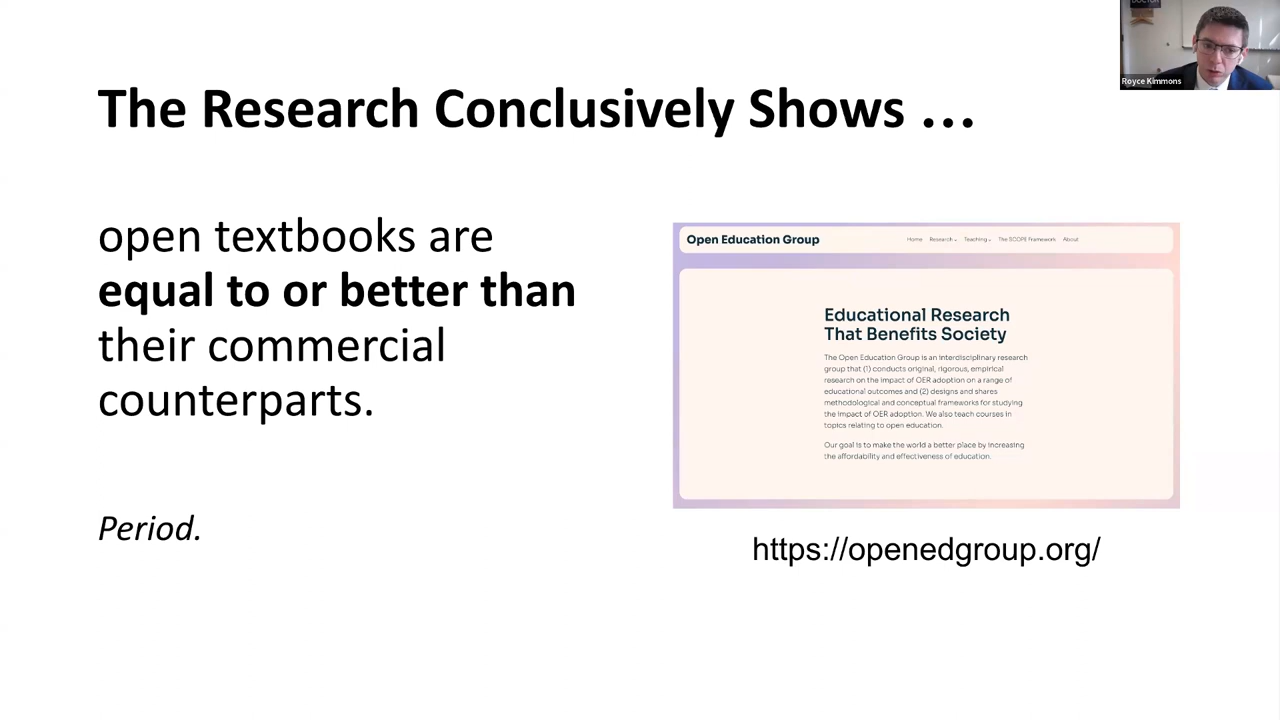 Royce Kimmons
The Research Conclusively Shows …
open textbooks are
equal to or better than
their commercial
counterparts.
Period.
Open Education Group
Home Research Teaching The SCOPE Framework About
Educational Research
That Benefits Society
The Open Education Group is an interdisciplinary research
group that (1) conducts original, rigorous, empirical
research on the impact of OER adoption on a range of
educational outcomes and (2) designs and shares
methodological and conceptual frameworks for studying
the impact of OER adoption. We also teach courses in
topics relating to open education.
Our goal is to make the world a better place by increasing
the affordability and effectiveness of education.
https://openedgroup.org/